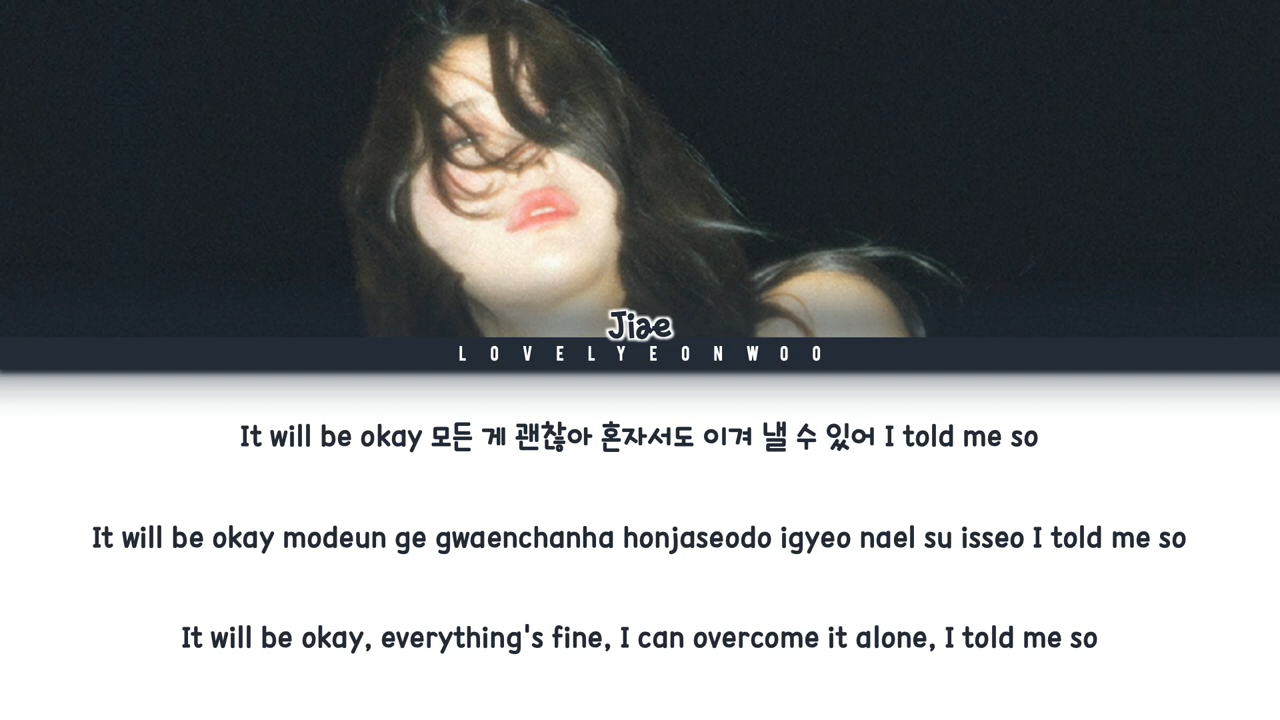 Jiae
LOVELYEONWOO
It will be okay 모든 게 괜찮아 혼자서도 이겨 낼 수 있어 I told me so
It will be okay modeun ge gwaenchanha honjaseodo igyeo nael su isseo I told me so
It will be okay, everything's fine, I can overcome it alone, I told me so